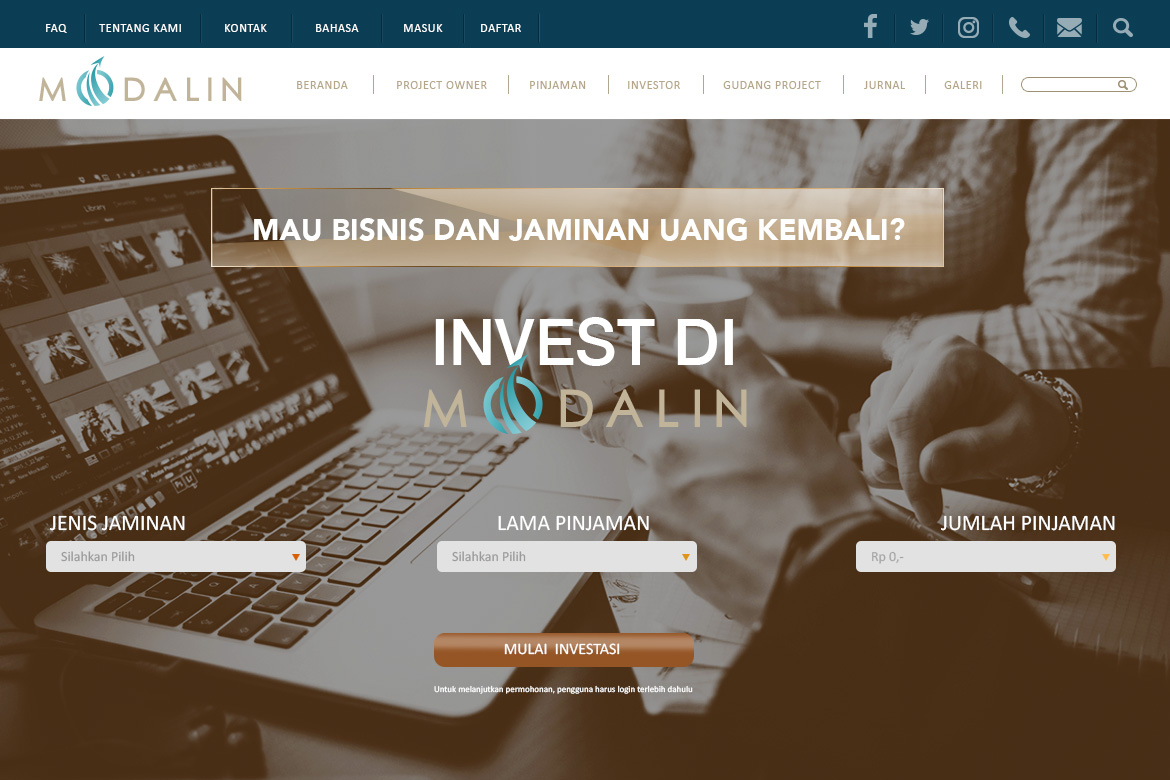 FAQ
TENTANG KAMI
KONTAK
BAHASA
MASUK
DAFTAR
MODALIN
BERANDA
PROJECT OWNER
PINJAMAN
INVESTOR
GUDANG PROJECT
JURNAL
GALERI
MAU BISNIS DAN JAMINAN UANG KEMBALI?
INVEST DI
MODALIN
JENIS JAMINAN
LAMA PINJAMAN
JUMLAH PINJAMAN
Silahkan Pilih
Silahkan Pilih
Rp 0,-
MULAI INVESTASI
Untuk melanjutkan permohonan, pengguna harus login terlebih dahulu